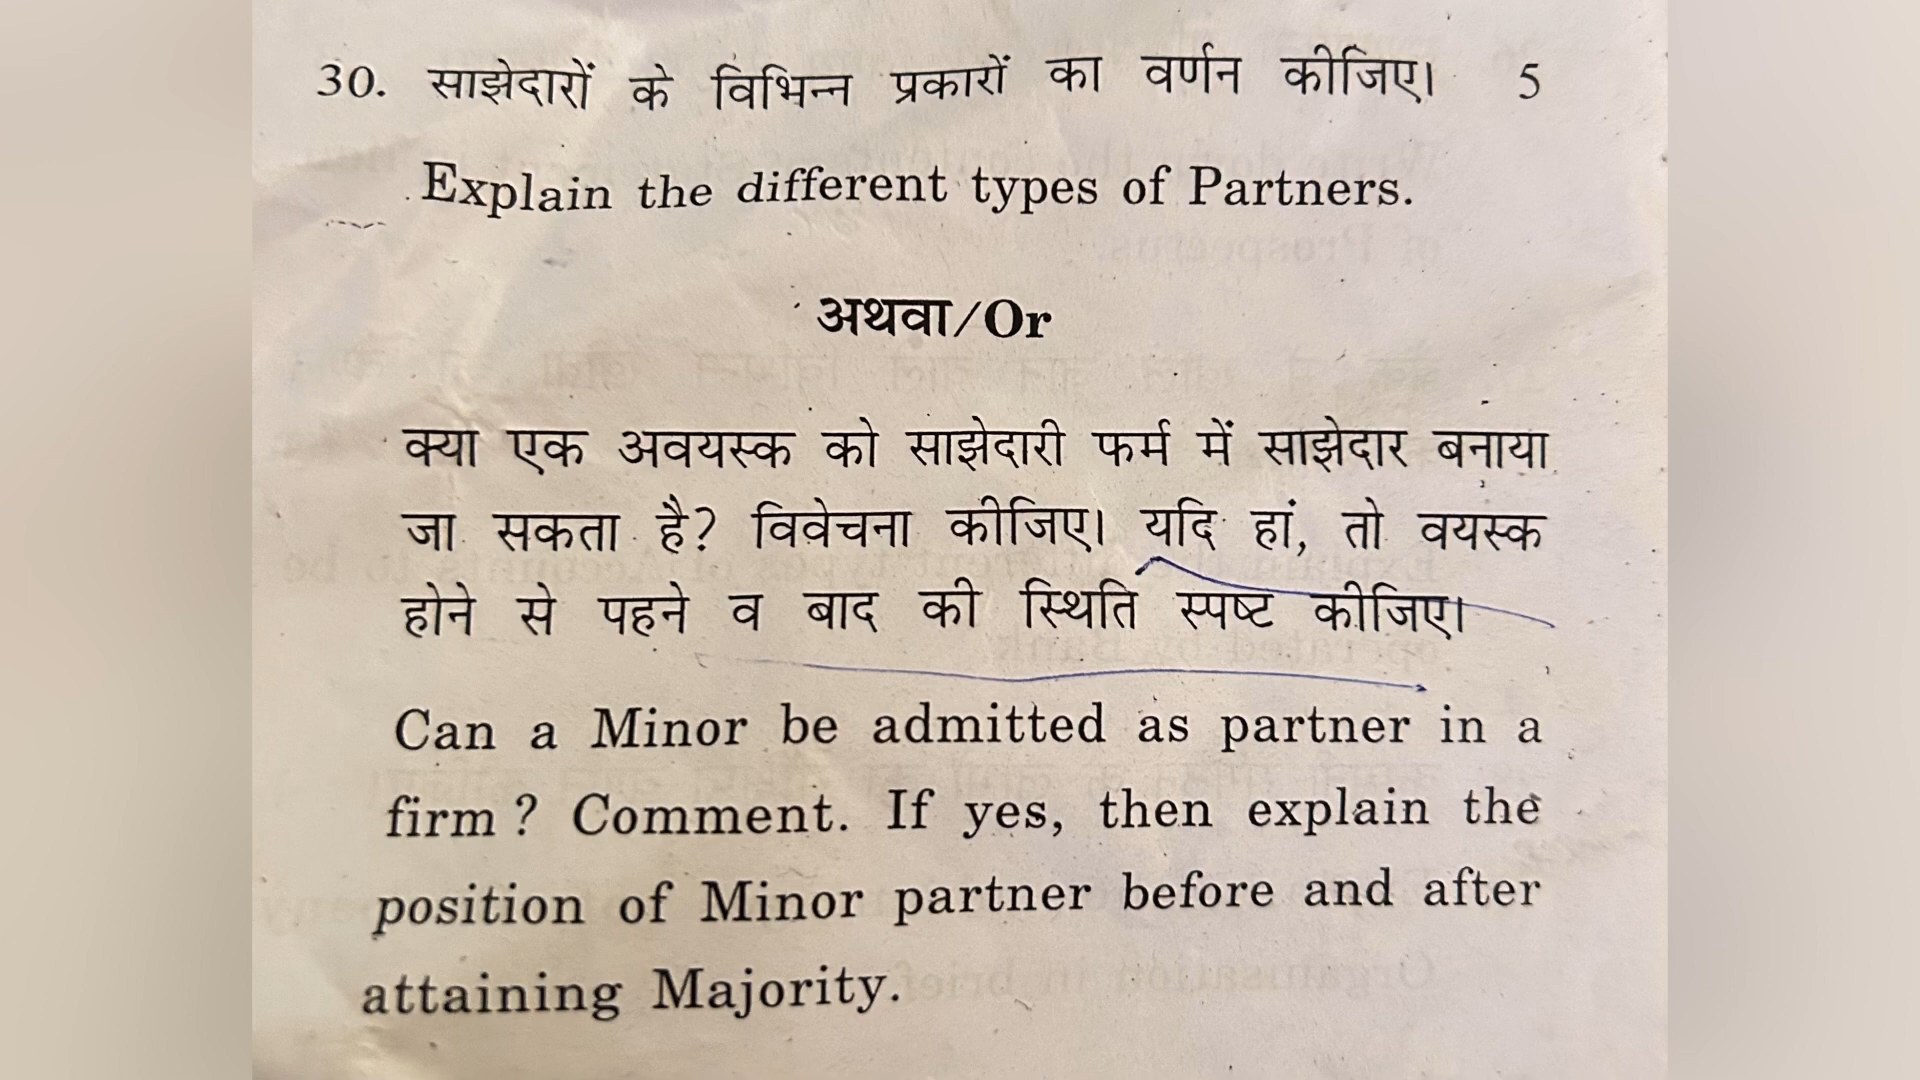 30. साझेदारों के विभिन्न प्रकारों का वर्णन कीजिए। 5
Explain the different types of Partners.
अथवा/Or
क्या एक अवयस्क को साझेदारी फर्म में साझेदार बनाया
जा सकता है? विवेचना कीजिए। यदि हां, तो वयस्क
होने से पहने व बाद की स्थिति स्पष्ट कीजिए।
Can a Minor be admitted as partner in a
firm ? Comment. If yes, then explain the
position of Minor partner before and after
attaining Majority.